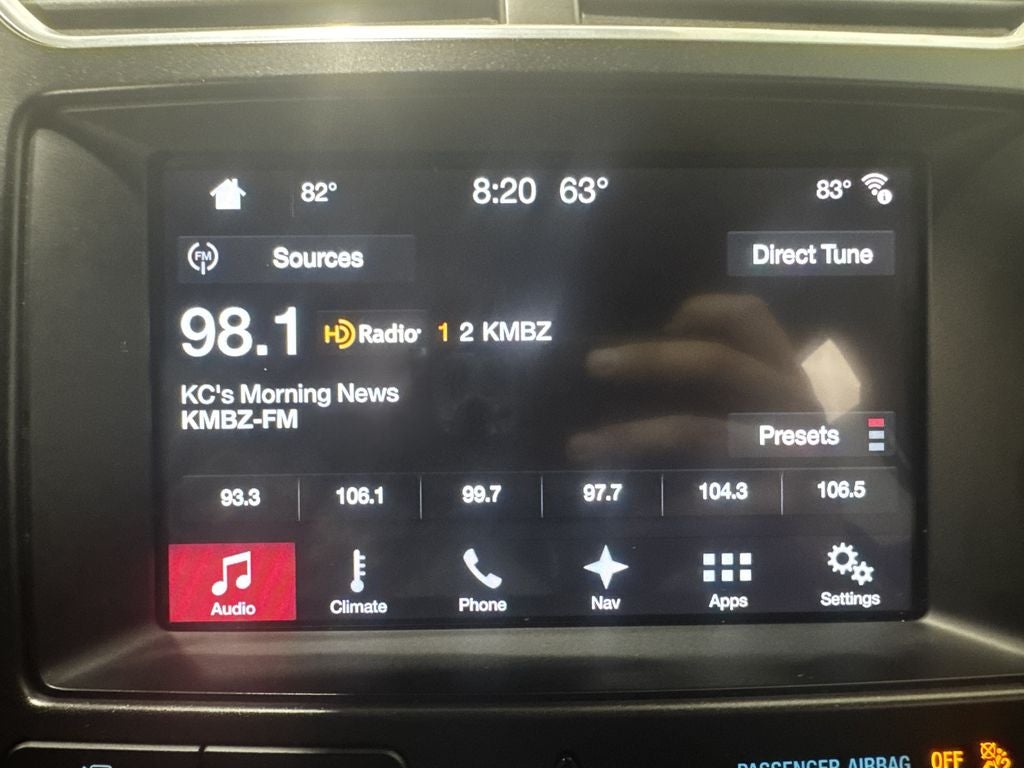 82° 8:20 63° 83°
FM Sources Direct Tune
98.1 HD Radio 1 2 KMBZ
KC's Morning News
KMBZ-FM
Presets
93.3 106.1 99.7 97.7 104.3 106.5
Audio Climate Phone Nav Apps Settings
PASSENGER AIRBAG OFF